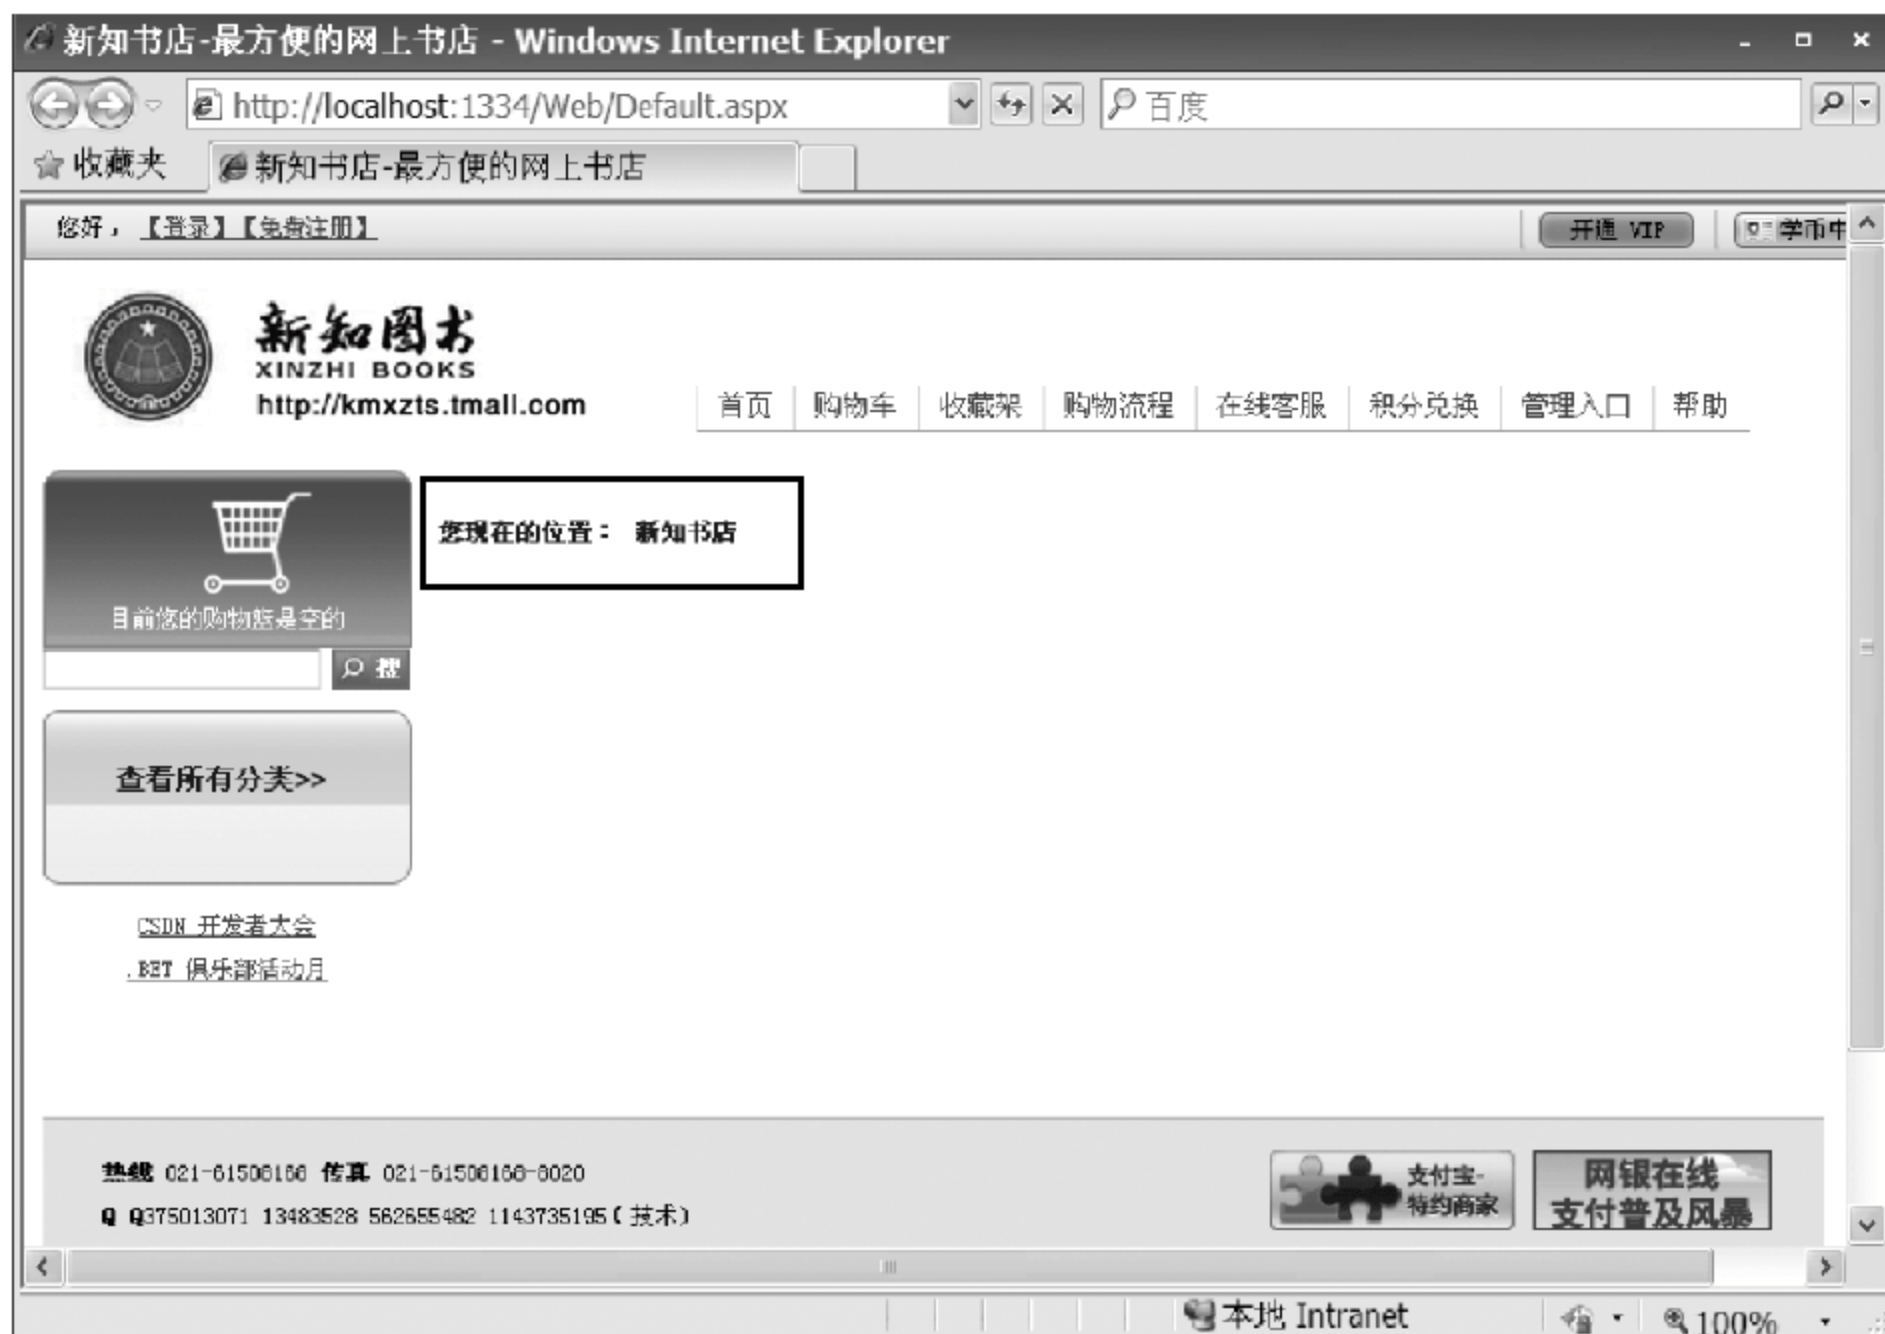 新知书店-最方便的网上书店 - Windows Internet Explorer
http://localhost:1334/Web/Default.aspx
百度
收藏夹
新知书店-最方便的网上书店
您好，【登录】【免费注册】
开通 VIP
学币中
新知图书
XINZHI BOOKS
http://kmxzts.tmall.com
首页 购物车 收藏架 购物流程 在线客服 积分兑换 管理入口 帮助
您现在的位置： 新知书店
目前您的购物篮是空的
搜
查看所有分类>>
CSDN 开发者大会
俱乐部活动月
热线 传真
Q Q375013071 13483528 562655482 1143735195(技术)
支付宝-
特约商家
网银在线
支付普及风暴
本地 Intranet
100%